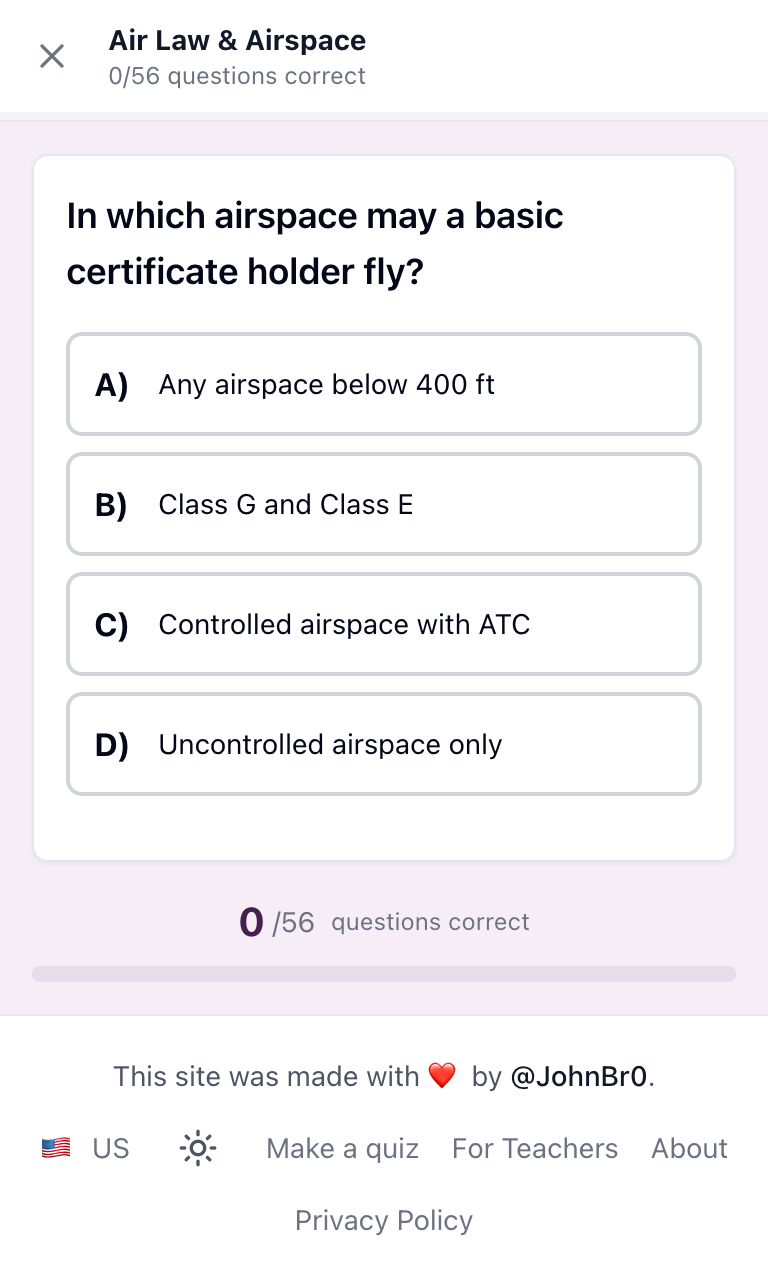 Air Law & Airspace
0/56 questions correct
In which airspace may a basic
certificate holder fly?
A) Any airspace below 400 ft
B) Class G and Class E
C) Controlled airspace with ATC
D) Uncontrolled airspace only
0 /56 questions correct
This site was made with ❤️ by @JohnBr0.
🇺🇸 US Make a quiz For Teachers About
Privacy Policy